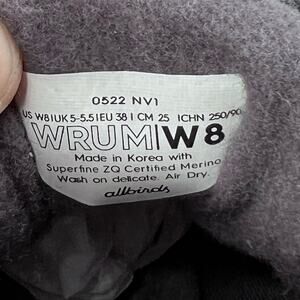 0522 NV1
US W8 | UK 5-5.5 | EU 38 | CM 25 | CHN 250/90
WRUM|W8
Made in Korea with
Superfine ZQ Certified Merino
Wash on delicate. Air Dry.
allbirds